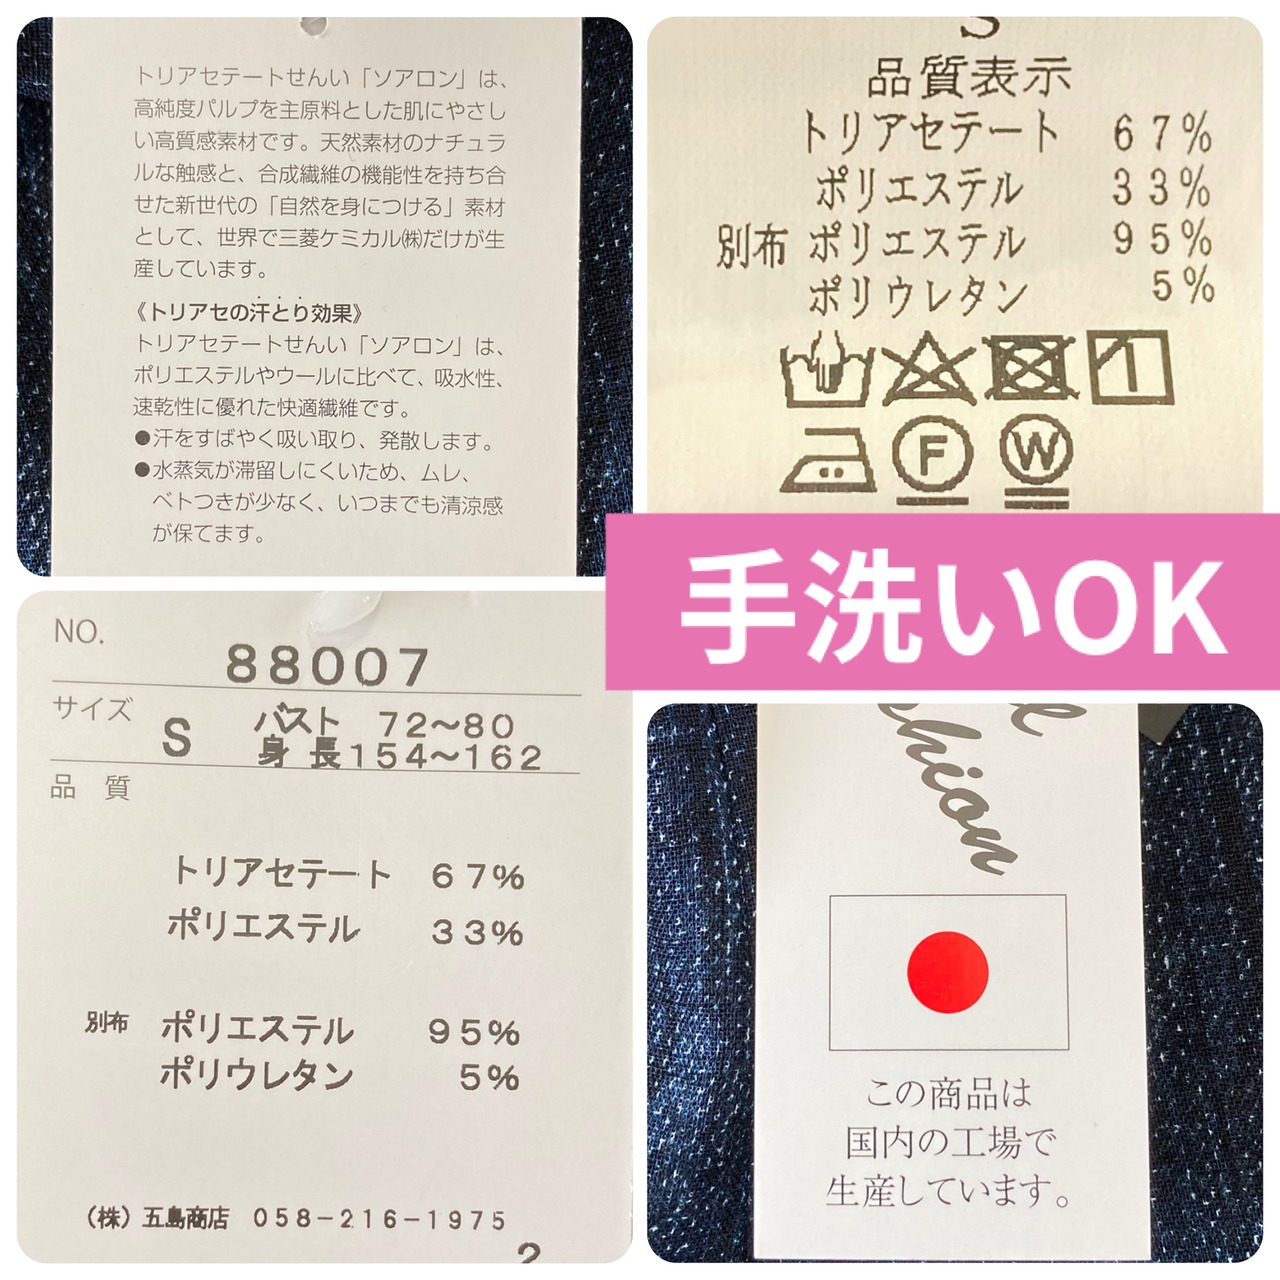 トリアセテートせんい「ソアロン」は、
高純度パルプを主原料とした肌にやさし
い高質感素材です。天然素材のナチュラ
ルな触感と、合成繊維の機能性を持ち合
せた新世代の「自然を身につける」素材
として、世界で三菱ケミカル㈱だけが生
産しています。
《トリアセの汗とり効果》
トリアセテートせんい「ソアロン」は、
ポリエステルやウールに比べて、吸水性、
速乾性に優れた快適繊維です。
●汗をすばやく吸い取り、発散します。
●水蒸気が滞留しにくいため、ムレ、
ベトつきが少なく、いつまでも清涼感
が保てます。
S
品質表示
トリアセテート 67%
ポリエステル 33%
別布 ポリエステル 95%
ポリウレタン 5%
F W
手洗いOK
NO.
88007
サイズ S バスト 72〜80
身長154〜162
品 質
トリアセテート 67%
ポリエステル 33%
別布 ポリエステル 95%
ポリウレタン 5%
(株)五島商店 058-216-1975
この商品は
国内の工場で
生産しています。